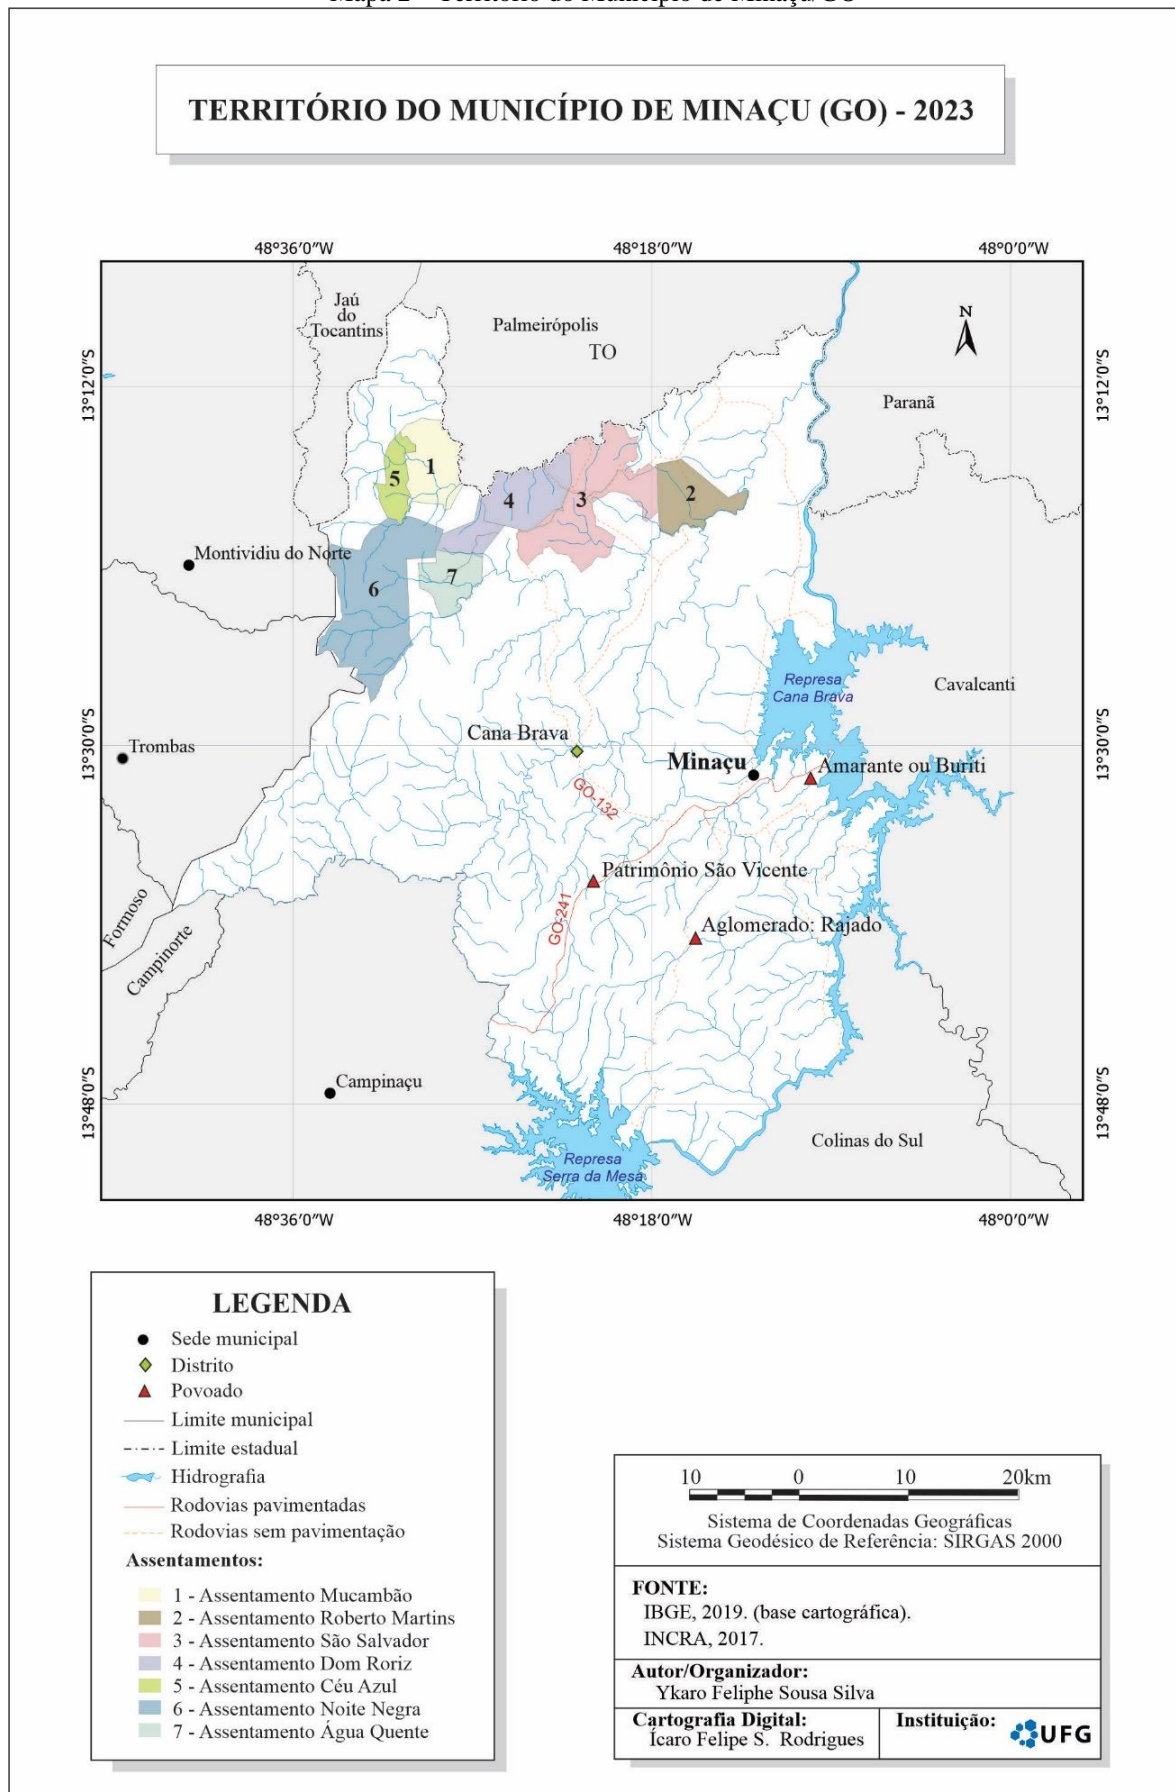 Mapa 2 – Território do Município de Minaçu/GO
TERRITÓRIO DO MUNICÍPIO DE MINAÇU (GO) - 2023
48°36'0"W
48°18'0"W
48°0'0"W
Jaú
do
Tocantins
Palmeirópolis
TO
N
13°12'0"S
13°12'0"S
Paranã
1
5
4
3
2
Montividiu do Norte
7
6
Represa
Cana Brava
Cavalcanti
13°30'0"S
13°30'0"S
Trombas
Cana Brava
Minaçu
Amarante ou Buriti
GO-132
Patrimônio São Vicente
GO-241
Aglomerado: Rajado
Formoso
Campinorte
Campinaçu
13°48'0"S
13°48'0"S
Colinas do Sul
Represa
Serra da Mesa
48°36'0"W
48°18'0"W
48°0'0"W
LEGENDA
Sede municipal
Distrito
Povoado
Limite municipal
Limite estadual
Hidrografia
Rodovias pavimentadas
Rodovias sem pavimentação
Assentamentos:
1 - Assentamento Mucambão
2 - Assentamento Roberto Martins
3 - Assentamento São Salvador
4 - Assentamento Dom Roriz
5 - Assentamento Céu Azul
6 - Assentamento Noite Negra
7 - Assentamento Água Quente
10 0 10 20km
Sistema de Coordenadas Geográficas
Sistema Geodésico de Referência: SIRGAS 2000
FONTE:
IBGE, 2019. (base cartográfica).
INCRA, 2017.
Autor/Organizador:
Ykaro Feliphe Sousa Silva
Cartografia Digital:
Ícaro Felipe S. Rodrigues
Instituição:
UFG